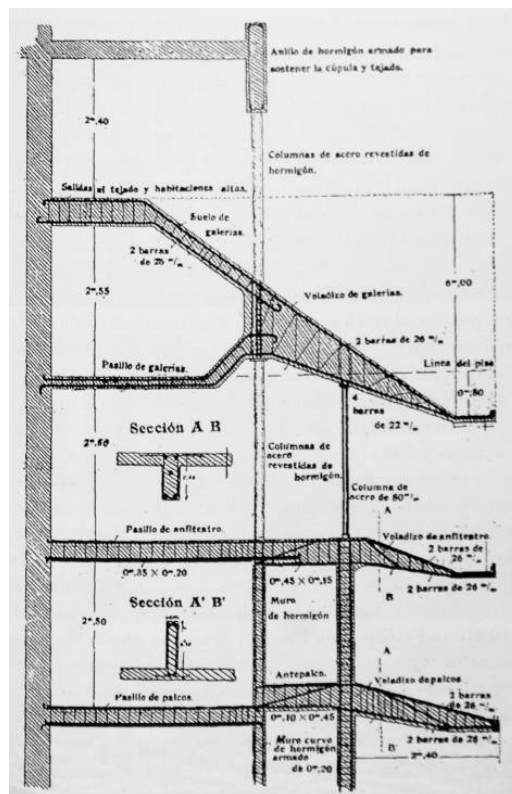 Anillo de hormigón armado para
sostener la cúpula y tejado.
2ᵐ,40
Columnas de acero revestidas de
hormigón.
Salidas al tejado y habitaciones altas.
Suelo de
galerías.
2 barras
de 26 ᵐ/ₘ
2ᵐ,55
Voladizo de galerías.
6ᵐ,00
2 barras de 26 ᵐ/ₘ
Línea del piso
0ᵐ,80
Pasillo de galerías.
4
barras
de 22 ᵐ/ₘ
Sección A B
2ᵐ,50
Columnas de
acero
revestidas de
hormigón.
Columna de
acero de 80 ᵐ/ₘ
A
Pasillo de anfiteatro.
Voladizo de anfiteatro.
2 barras de
26 ᵐ/ₘ
0ᵐ,35 × 0ᵐ,20
0ᵐ,45 × 0ᵐ,15
B
2 barras de 26 ᵐ/ₘ
Sección A' B'
Muro
de hormigón
2ᵐ,50
Antepalco.
A
Voladizo de palcos.
Pasillo de palcos.
2 barras
de 26 ᵐ/ₘ
0ᵐ,10 × 0ᵐ,45
Muro curvo
de hormigón
armado
de 0ᵐ,20
B'
2 barras de 26 ᵐ/ₘ
2ᵐ,40